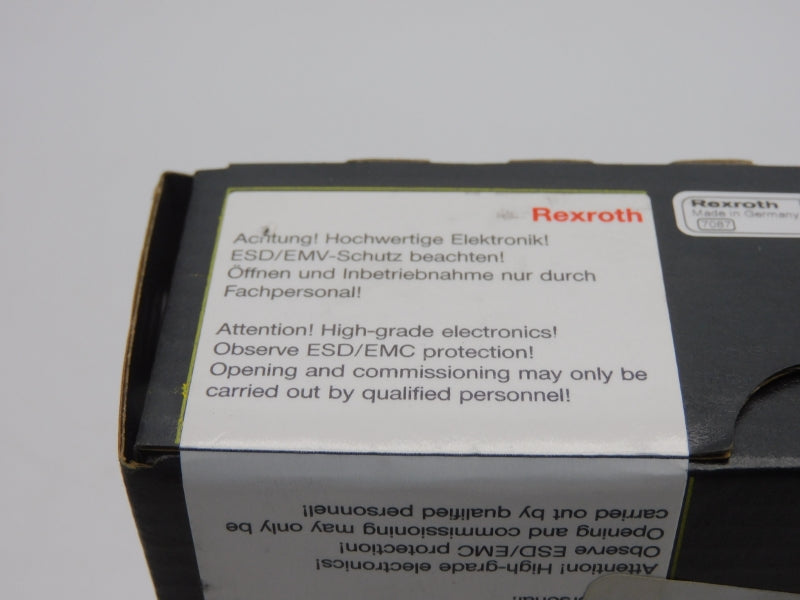 Rexroth
Achtung! Hochwertige Elektronik!
ESD/EMV-Schutz beachten!
Öffnen und Inbetriebnahme nur durch
Fachpersonal!
Attention! High-grade electronics!
Observe ESD/EMC protection!
Opening and commissioning may only be
carried out by qualified personnel!
Rexroth
Made in Germany
7087
Attention! High-grade electronics!
Observe ESD/EMC protection!
Opening and commissioning may only be
carried out by qualified personnel!